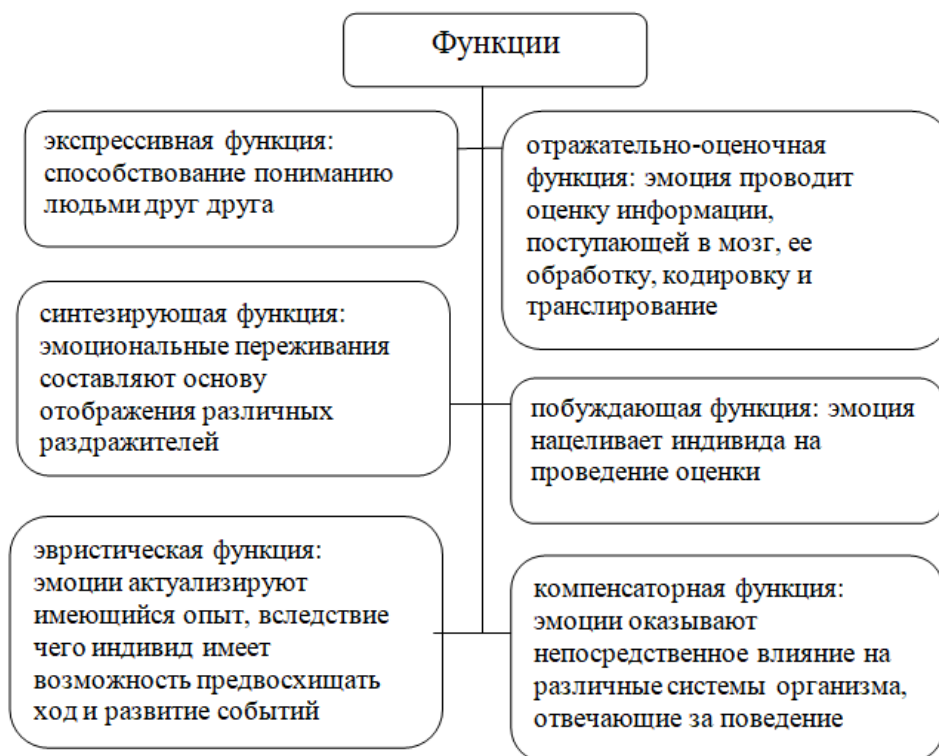 Функции
экспрессивная функция:
способствование пониманию
людьми друг друга
отражательно-оценочная
функция: эмоция проводит
оценку информации,
поступающей в мозг, ее
обработку, кодировку и
транслирование
синтезирующая функция:
эмоциональные переживания
составляют основу
отображения различных
раздражителей
побуждающая функция: эмоция
нацеливает индивида на
проведение оценки
эвристическая функция:
эмоции актуализируют
имеющийся опыт, вследствие
чего индивид имеет
возможность предвосхищать
ход и развитие событий
компенсаторная функция:
эмоции оказывают
непосредственное влияние на
различные системы организма,
отвечающие за поведение